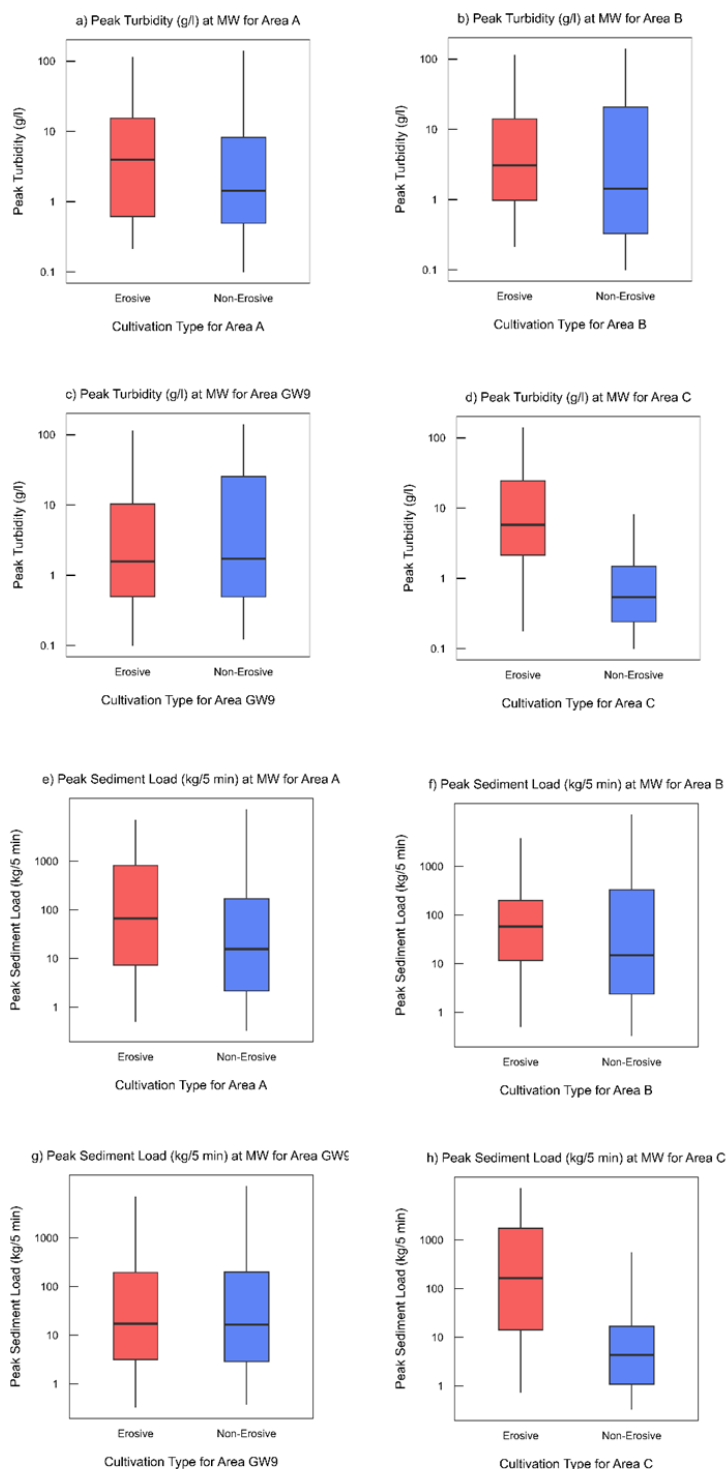 a) Peak Turbidity (g/l) at MW for Area A
Peak Turbidity (g/l)
100
10
1
0.1
Erosive Non-Erosive
Cultivation Type for Area A
b) Peak Turbidity (g/l) at MW for Area B
Peak Turbidity (g/l)
100
10
1
0.1
Erosive Non-Erosive
Cultivation Type for Area B
c) Peak Turbidity (g/l) at MW for Area GW9
Peak Turbidity (g/l)
100
10
1
0.1
Erosive Non-Erosive
Cultivation Type for Area GW9
d) Peak Turbidity (g/l) at MW for Area C
Peak Turbidity (g/l)
100
10
1
0.1
Erosive Non-Erosive
Cultivation Type for Area C
e) Peak Sediment Load (kg/5 min) at MW for Area A
Peak Sediment Load (kg/5 min)
1000
100
10
1
Erosive Non-Erosive
Cultivation Type for Area A
f) Peak Sediment Load (kg/5 min) at MW for Area B
Peak Sediment Load (kg/5 min)
1000
100
10
1
Erosive Non-Erosive
Cultivation Type for Area B
g) Peak Sediment Load (kg/5 min) at MW for Area GW9
Peak Sediment Load (kg/5 min)
1000
100
10
1
Erosive Non-Erosive
Cultivation Type for Area GW9
h) Peak Sediment Load (kg/5 min) at MW for Area C
Peak Sediment Load (kg/5 min)
1000
100
10
1
Erosive Non-Erosive
Cultivation Type for Area C